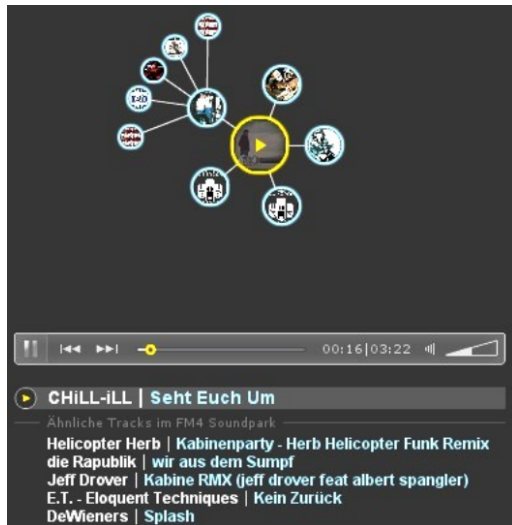 00:16|03:22
CHiLL-iLL | Seht Euch Um
Ähnliche Tracks im FM4 Soundpark
Helicopter Herb | Kabinenparty - Herb Helicopter Funk Remix
die Rapublik | wir aus dem Sumpf
Jeff Drover | Kabine RMX (jeff drover feat albert spangler)
E.T. - Eloquent Techniques | Kein Zurück
DeWieners | Splash